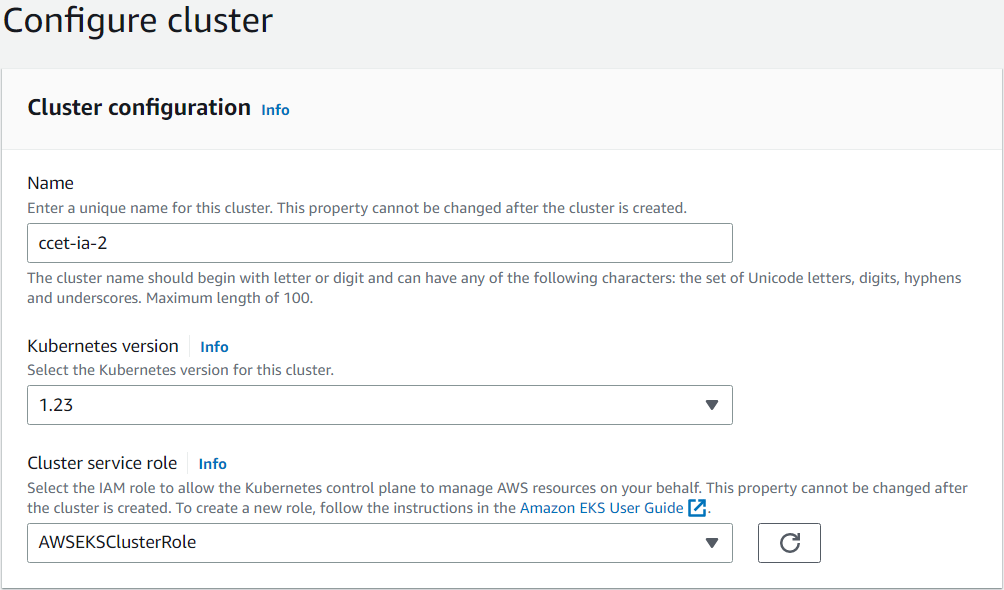 Configure cluster
Cluster configuration Info
Name
Enter a unique name for this cluster. This property cannot be changed after the cluster is created.
ccet-ia-2
The cluster name should begin with letter or digit and can have any of the following characters: the set of Unicode letters, digits, hyphens
and underscores. Maximum length of 100.
Kubernetes version Info
Select the Kubernetes version for this cluster.
1.23
Cluster service role Info
Select the IAM role to allow the Kubernetes control plane to manage AWS resources on your behalf. This property cannot be changed after
the cluster is created. To create a new role, follow the instructions in the Amazon EKS User Guide.
AWSEKSClusterRole